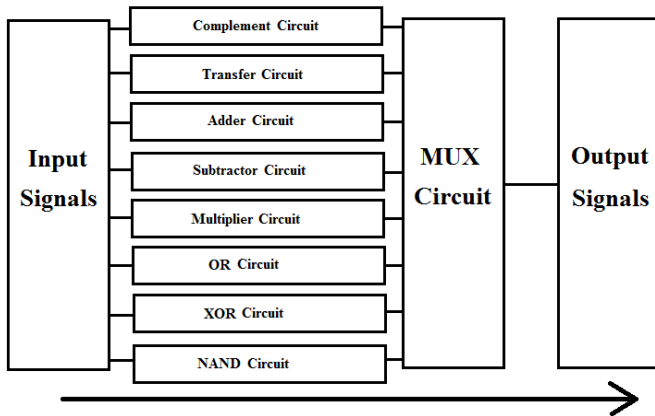 Input
Signals
Complement Circuit
Transfer Circuit
Adder Circuit
Subtractor Circuit
Multiplier Circuit
OR Circuit
XOR Circuit
NAND Circuit
MUX
Circuit
Output
Signals